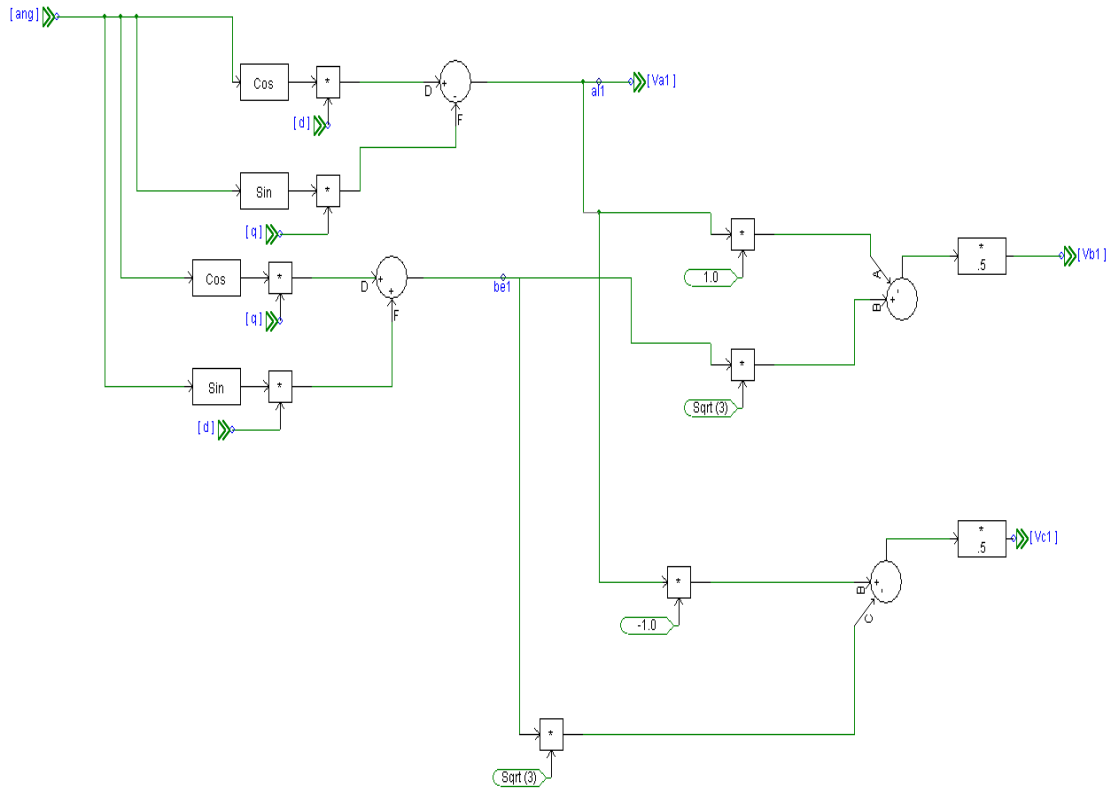 [ang]
Cos
*
D
+
-
F
al1
[Va1]
[d]
Sin
*
[q]
*
1.0
A
-
B
+
*
.5
[Vb1]
Cos
*
D
+
+
F
be1
[q]
*
Sqrt (3)
Sin
*
[d]
*
.5
[Vc1]
*
B
+
-
C
-1.0
*
Sqrt (3)